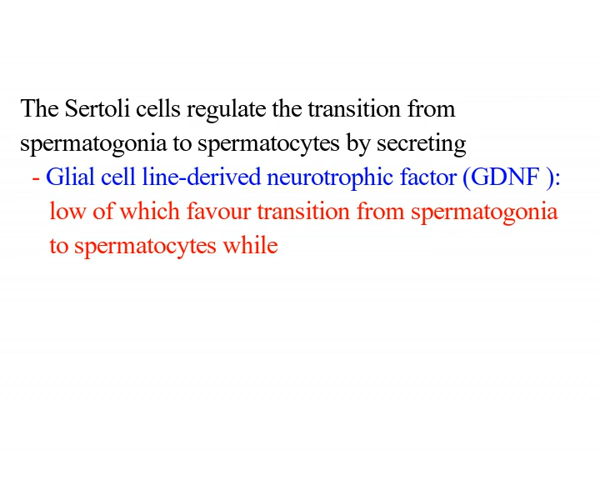 The Sertoli cells regulate the transition from
spermatogonia to spermatocytes by secreting
- Glial cell line-derived neurotrophic factor (GDNF ):
low of which favour transition from spermatogonia
to spermatocytes while